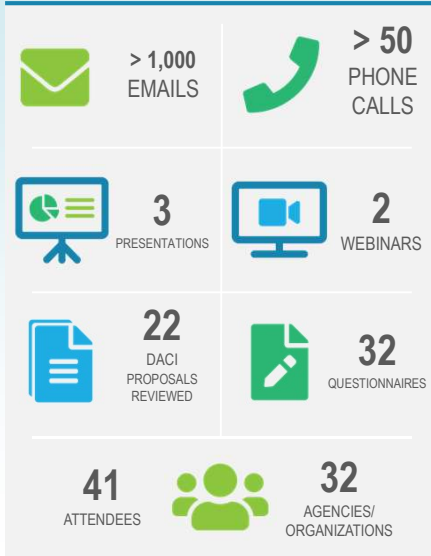 > 1,000
EMAILS
> 50
PHONE
CALLS
3
PRESENTATIONS
2
WEBINARS
22
DACI
PROPOSALS
REVIEWED
32
QUESTIONNAIRES
41
ATTENDEES
32
AGENCIES/
ORGANIZATIONS